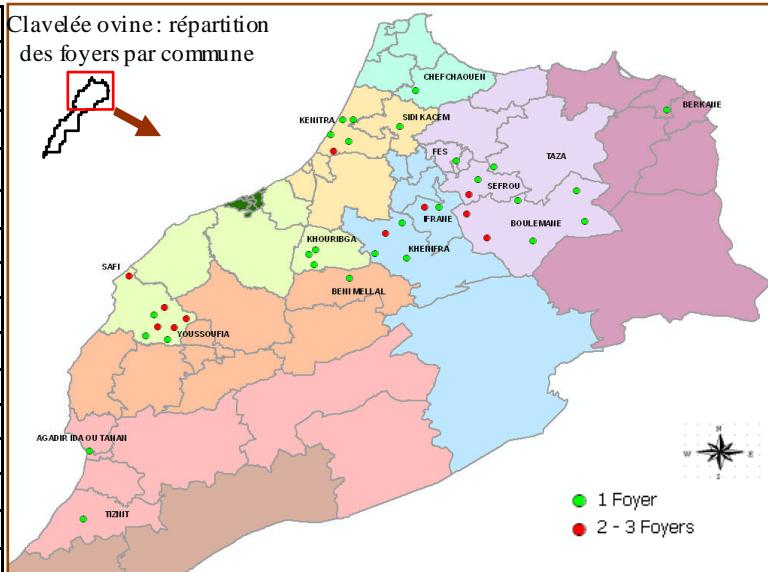 Clavelée ovine : répartition
des foyers par commune
CHEFCHAOUEN
BERKANE
KENITRA
SIDI KACEM
FES
TAZA
SEFROU
IFRANE
KHOURIBGA
BOULEMANE
KHENIFRA
SAFI
BENI MELLAL
YOUSSOUFIA
AGADIR IDA OU TANAN
W E
N
S
TIZNIT
1 Foyer
2 - 3 Foyers